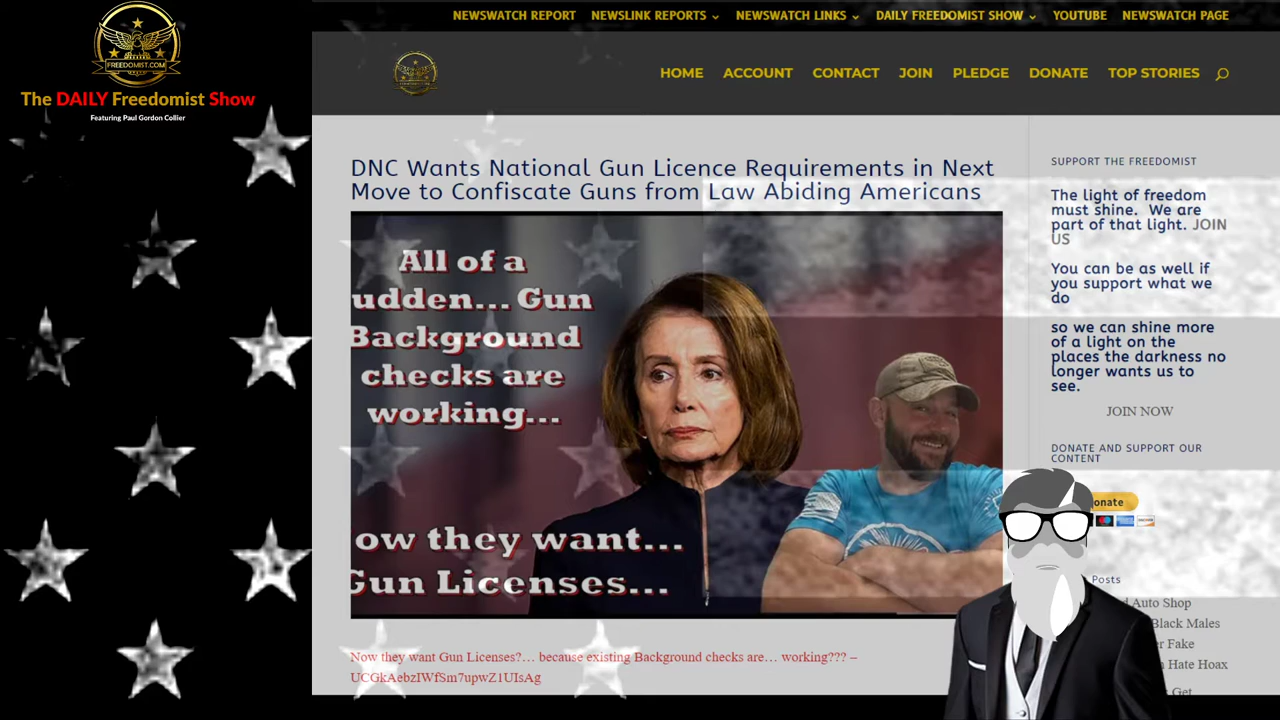 FREEDOMIST.COM
The DAILY Freedomist Show
Featuring Paul Gordon Collier
NEWSWATCH REPORT NEWSLINK REPORTS NEWSWATCH LINKS DAILY FREEDOMIST SHOW YOUTUBE NEWSWATCH PAGE
HOME ACCOUNT CONTACT JOIN PLEDGE DONATE TOP STORIES
DNC Wants National Gun Licence Requirements in Next
Move to Confiscate Guns from Law Abiding Americans
All of a
udden... Gun
Background
checks are
working...
ow they want...
Gun Licenses...
Now they want Gun Licenses?… because existing Background checks are… working??? –
UCGkAebzIWfSm7upwZ1UIsAg
SUPPORT THE FREEDOMIST
The light of freedom
must shine. We are
part of that light. JOIN
US
You can be as well if
you support what we
do
so we can shine more
of a light on the
places the darkness no
longer wants us to
see.
JOIN NOW
DONATE AND SUPPORT OUR
CONTENT
onate
Posts
Auto Shop
Black Males
Fake
Hate Hoax
Get